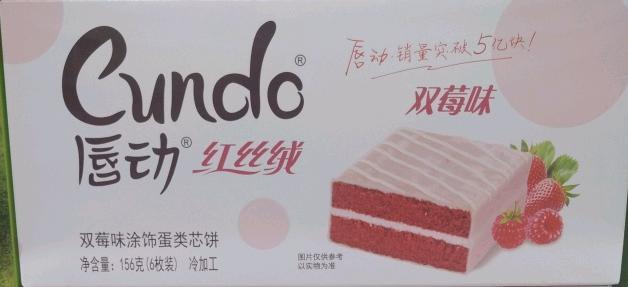 Cundo®
唇动®红丝绒
唇动·销量突破5亿块!
双莓味
双莓味涂饰蛋类芯饼
净含量: 156克(6枚装) 冷加工
图片仅供参考
以实物为准